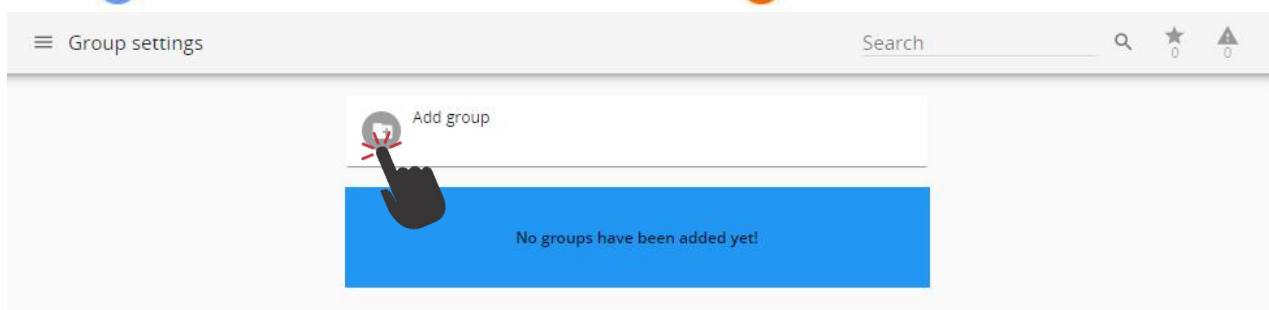 Group settings
Search
0
0
Add group
No groups have been added yet!